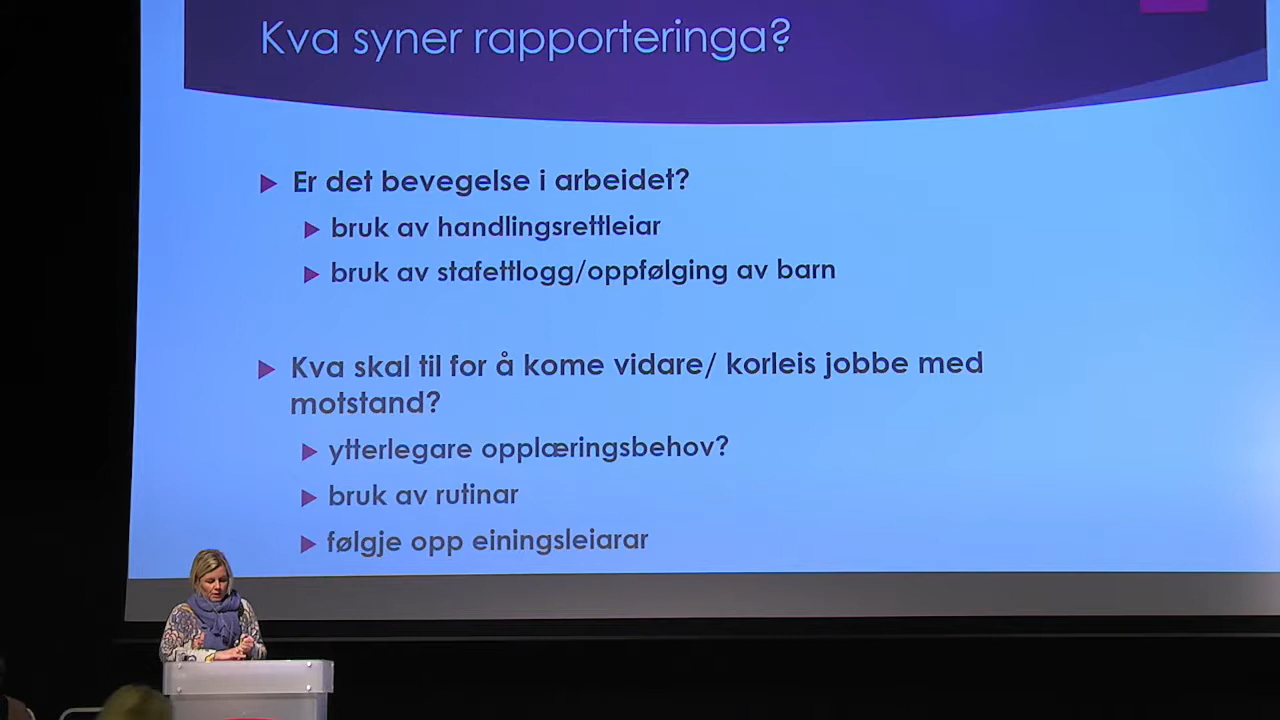 Kva syner rapporteringa?
Er det bevegelse i arbeidet?
bruk av handlingsrettleiar
bruk av stafettlogg/oppfølging av barn
Kva skal til for å kome vidare/ korleis jobbe med
motstand?
ytterlegare opplæringsbehov?
bruk av rutinar
følgje opp einingsleiarar